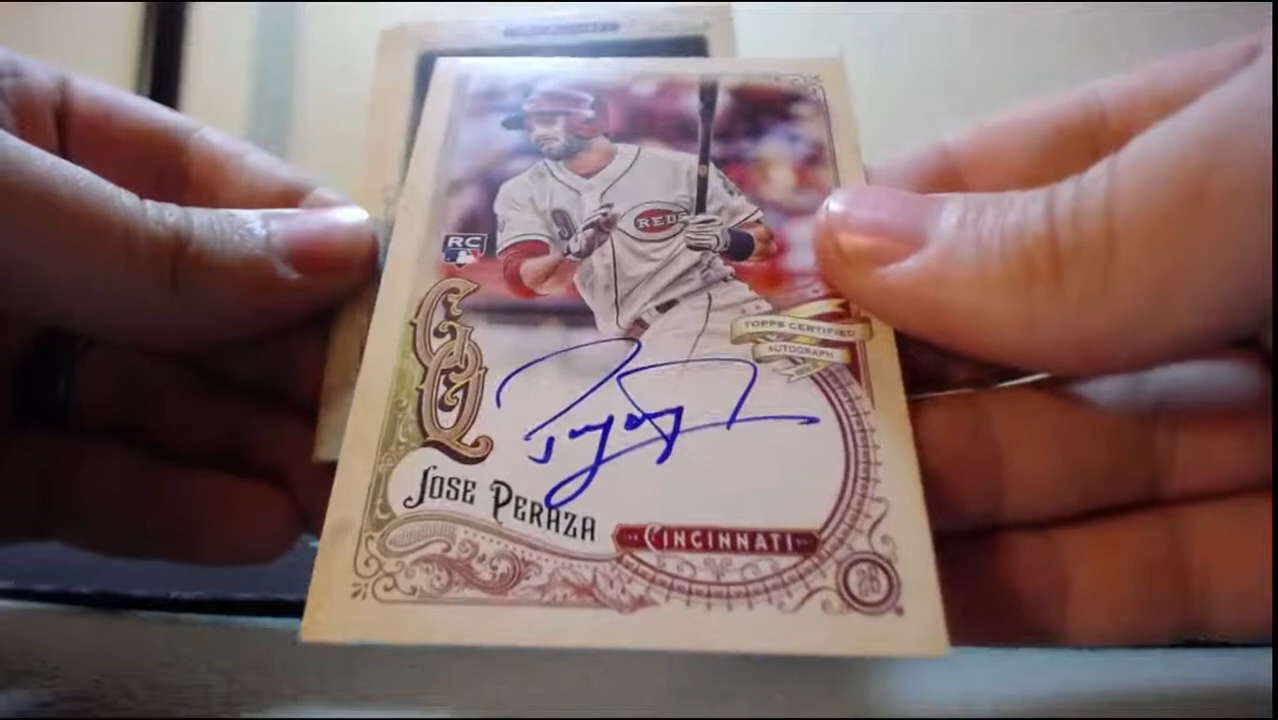 REDS
RC
TOPPS CERTIFIED
AUTOGRAPH
GQ
JOSE PERAZA
CINCINNATI